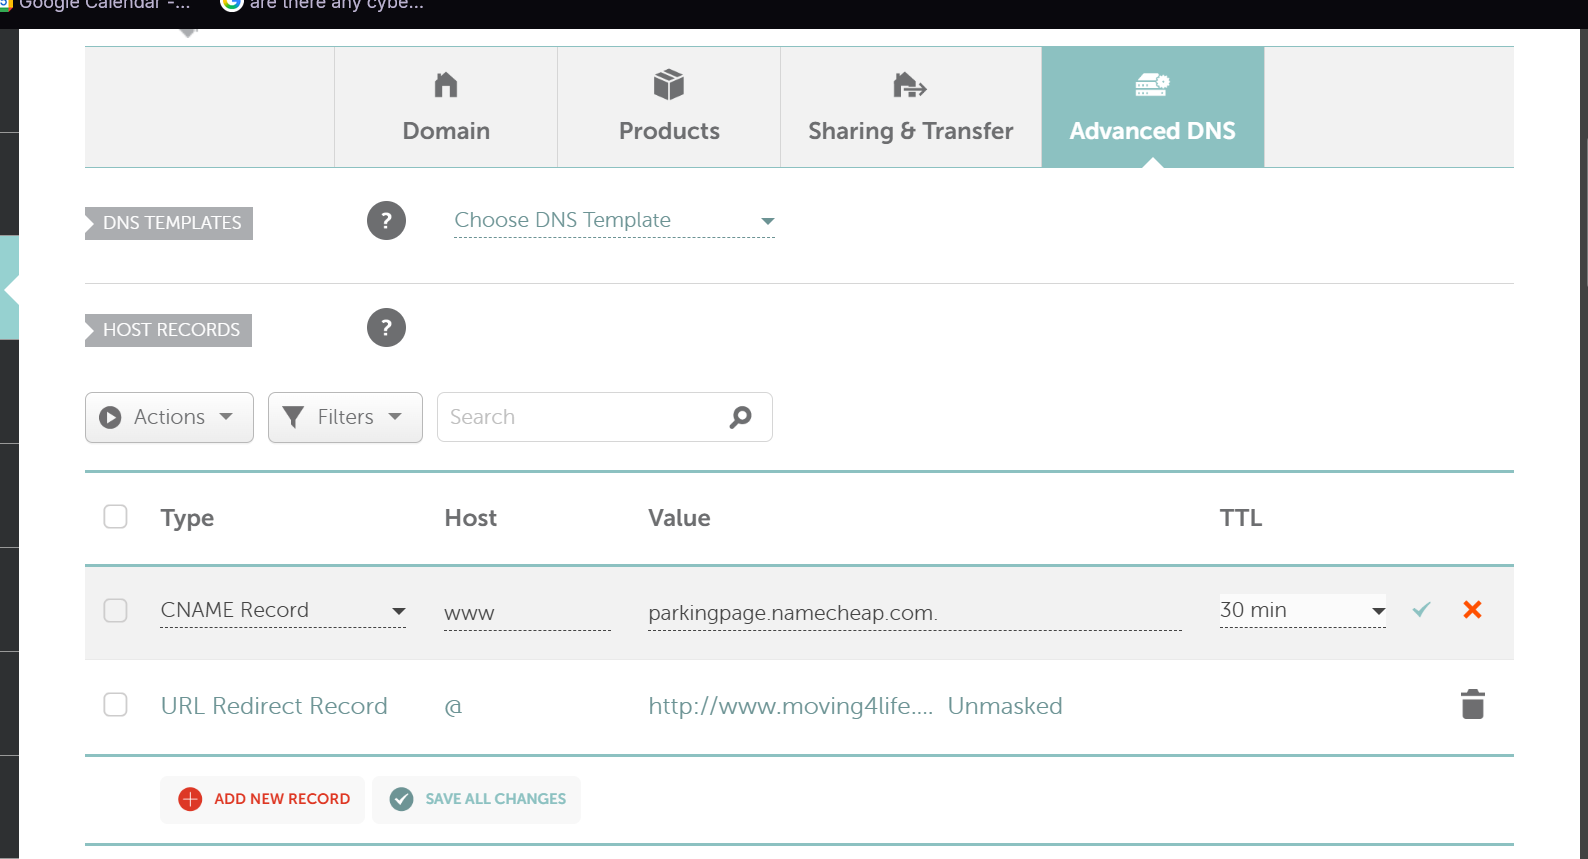 Google Calendar -...
are there any cybe...
Domain
Products
Sharing & Transfer
Advanced DNS
DNS TEMPLATES
?
Choose DNS Template
HOST RECORDS
?
Actions
Filters
Search
Type Host Value TTL
CNAME Record www parkingpage.namecheap.com. 30 min
URL Redirect Record @ http://www.moving4life.... Unmasked
ADD NEW RECORD
SAVE ALL CHANGES